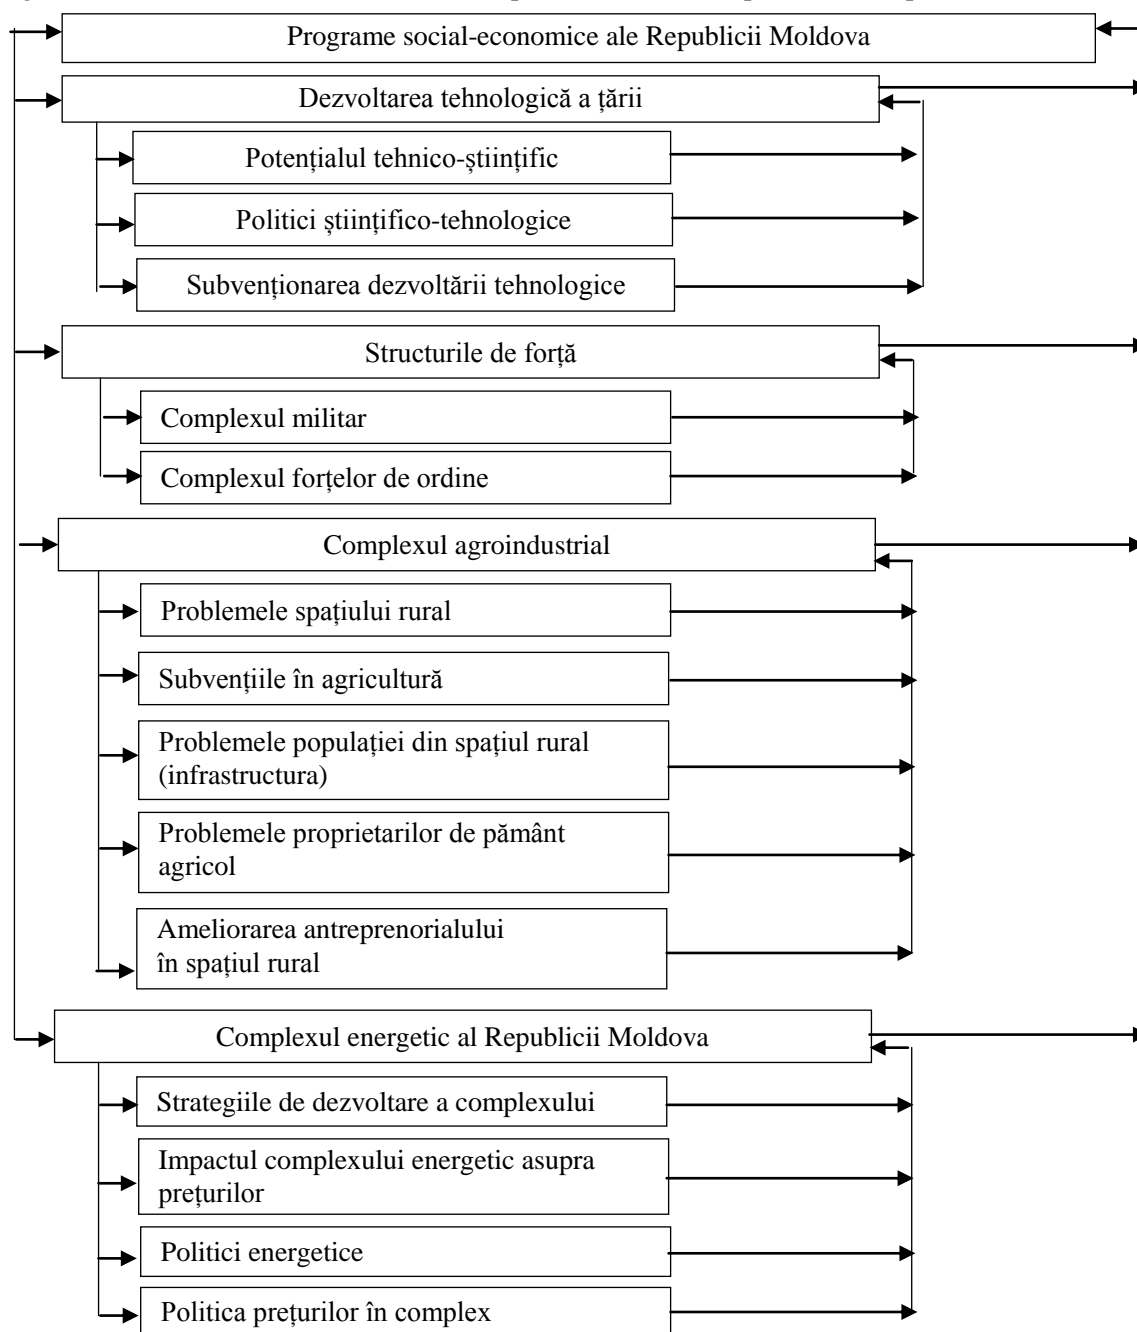 Programe social-economice ale Republicii Moldova
Dezvoltarea tehnologică a țării
Potențialul tehnico-științific
Politici științifico-tehnologice
Subvenționarea dezvoltării tehnologice
Structurile de forță
Complexul militar
Complexul forțelor de ordine
Complexul agroindustrial
Problemele spațiului rural
Subvențiile în agricultură
Problemele populației din spațiul rural
(infrastructura)
Problemele proprietarilor de pământ
agricol
Ameliorarea antreprenorialului
în spațiul rural
Complexul energetic al Republicii Moldova
Strategiile de dezvoltare a complexului
Impactul complexului energetic asupra
prețurilor
Politici energetice
Politica prețurilor în complex